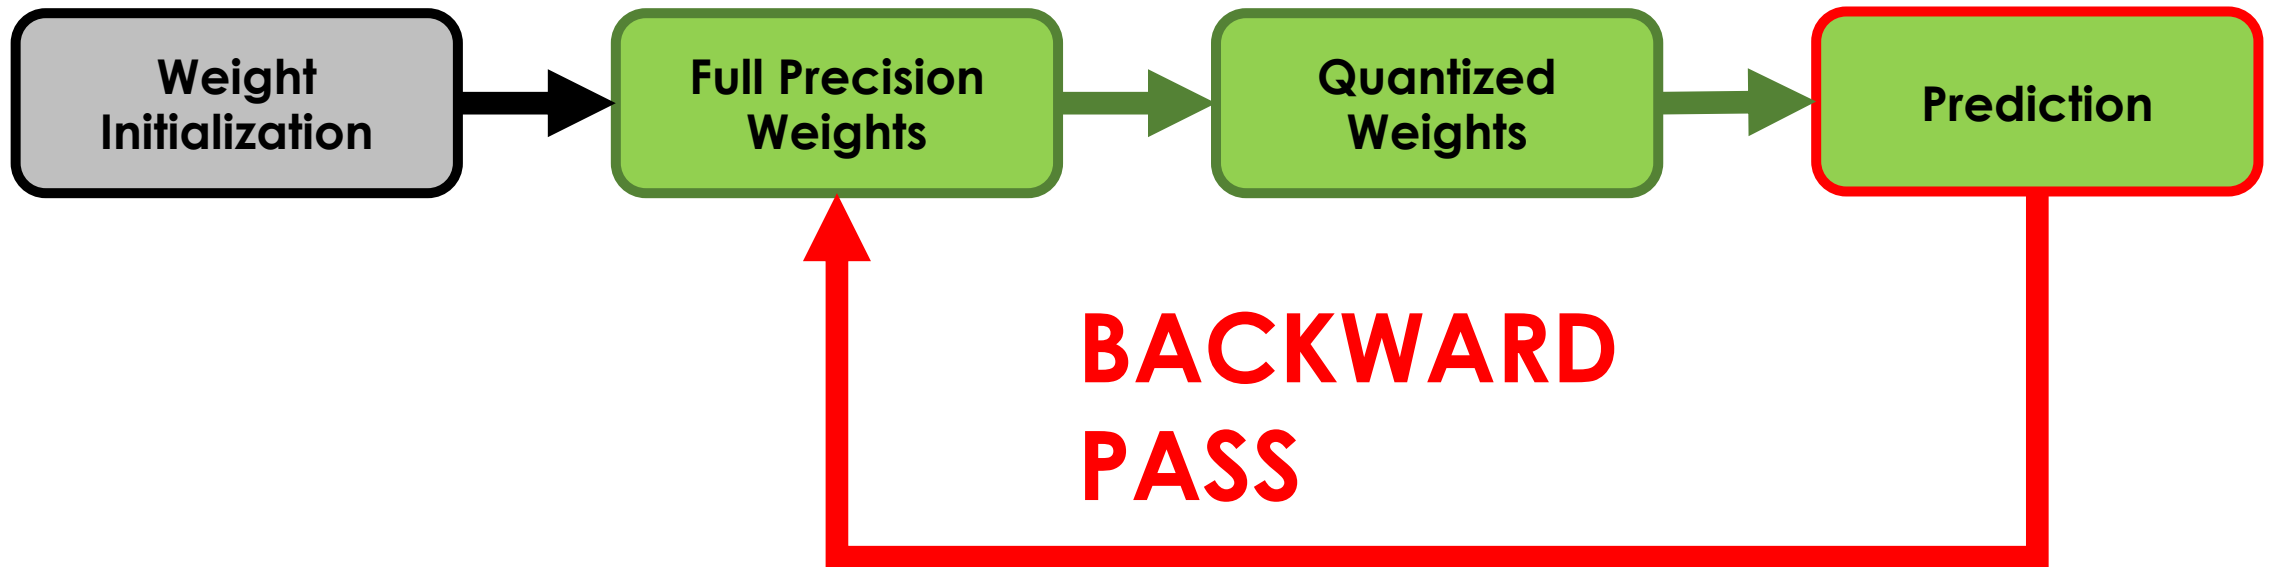 Weight
Initialization
Full Precision
Weights
Quantized
Weights
Prediction
BACKWARD
PASS